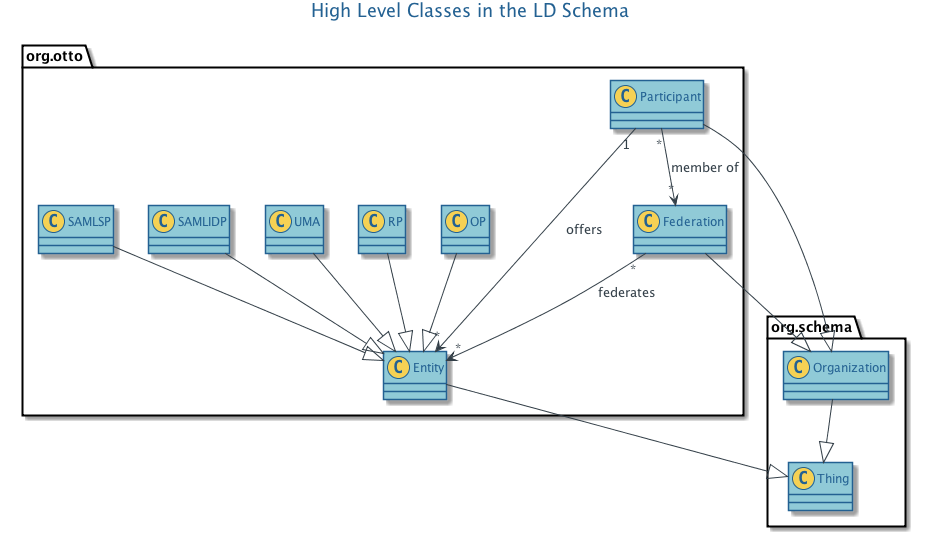 High Level Classes in the LD Schema
org.otto
C Participant
1
*
member of
*
C SAMLSP
C SAMLIDP
C UMA
C RP
C OP
C Federation
offers
*
federates
org.schema
*
*
C Entity
C Organization
C Thing